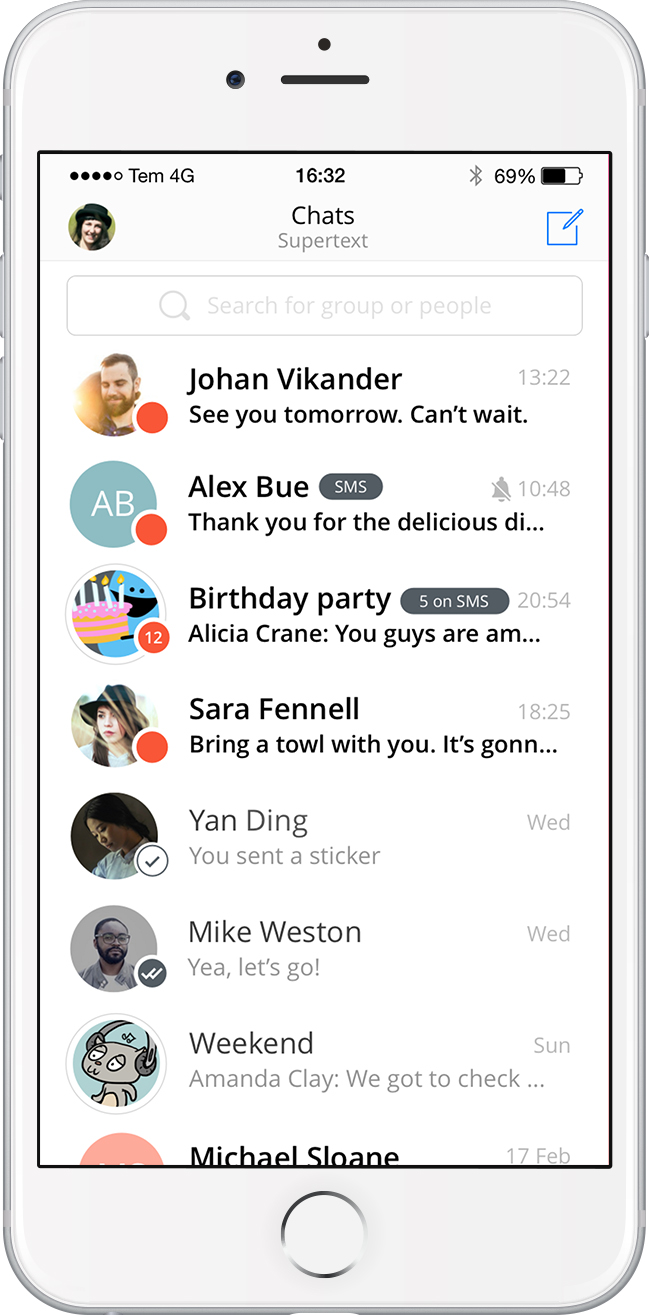 Tem 4G 16:32 69%
Chats
Supertext
Search for group or people
Johan Vikander 13:22
See you tomorrow. Can’t wait.
AB Alex Bue SMS 10:48
Thank you for the delicious di...
Birthday party 5 on SMS 20:54
12 Alicia Crane: You guys are am...
Sara Fennell 18:25
Bring a towl with you. It’s gonn...
Yan Ding Wed
You sent a sticker
Mike Weston Wed
Yea, let’s go!
Weekend Sun
Amanda Clay: We got to check ...
Michael Sloane 17 Feb